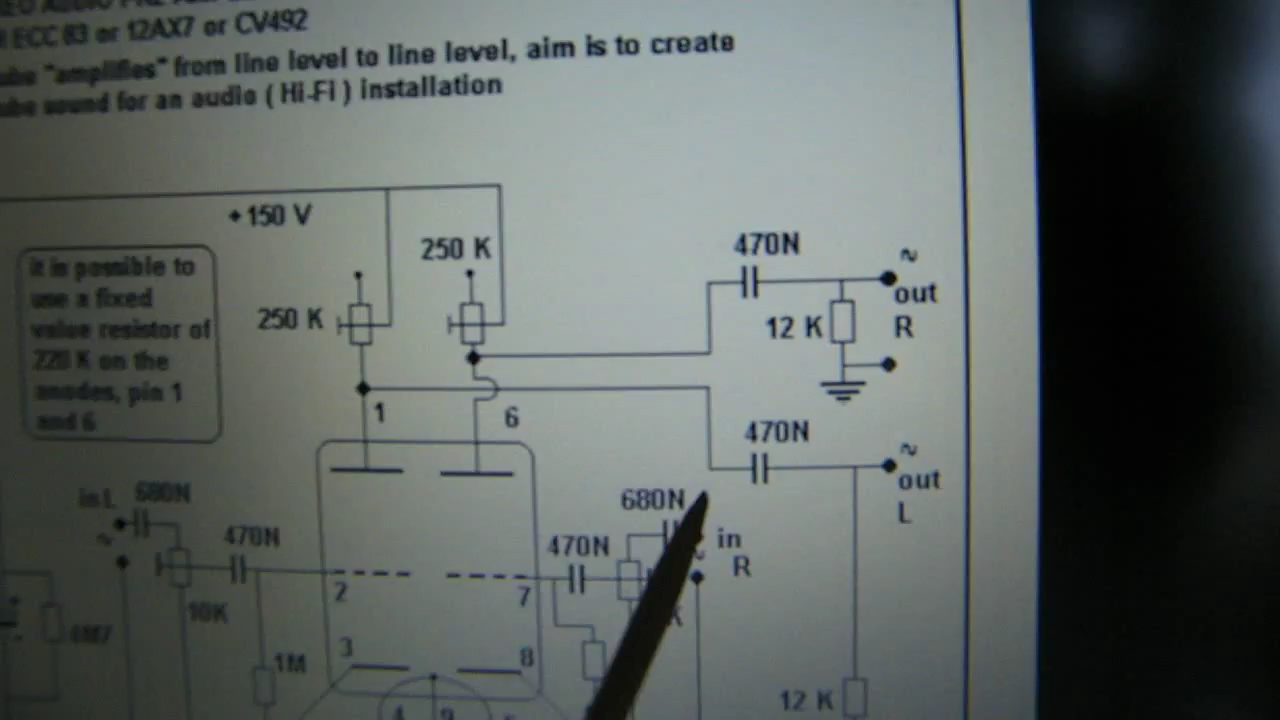 ECC 83 or 12AX7 or CV492
"amplifies" from line level to line level, aim is to create
sound for an audio ( Hi-Fi ) installation
+150 V
250 K
470N
it is possible to
use a fixed
value resistor of
220 K on the
anodes, pin 1
and 6
250 K
12 K
out
R
1
6
470N
out
L
in L
680N
680N
470N
470N
in
R
2
7
10K
3
8
1M
12 K
9